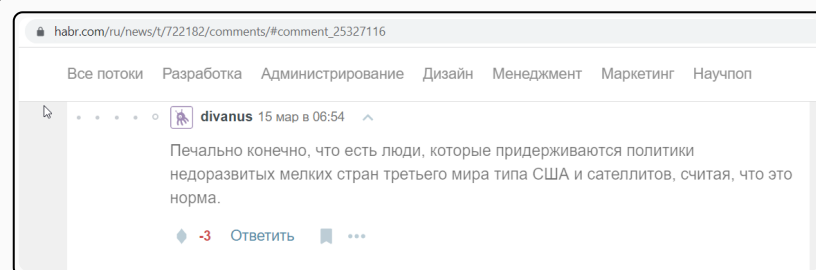 habr.com/ru/news/t/722182/comments/#comment_25327116
Все потоки Разработка Администрирование Дизайн Менеджмент Маркетинг Научпоп
divanus 15 мар в 06:54
Печально конечно, что есть люди, которые придерживаются политики
недоразвитых мелких стран третьего мира типа США и сателлитов, считая, что это
норма.
-3 Ответить